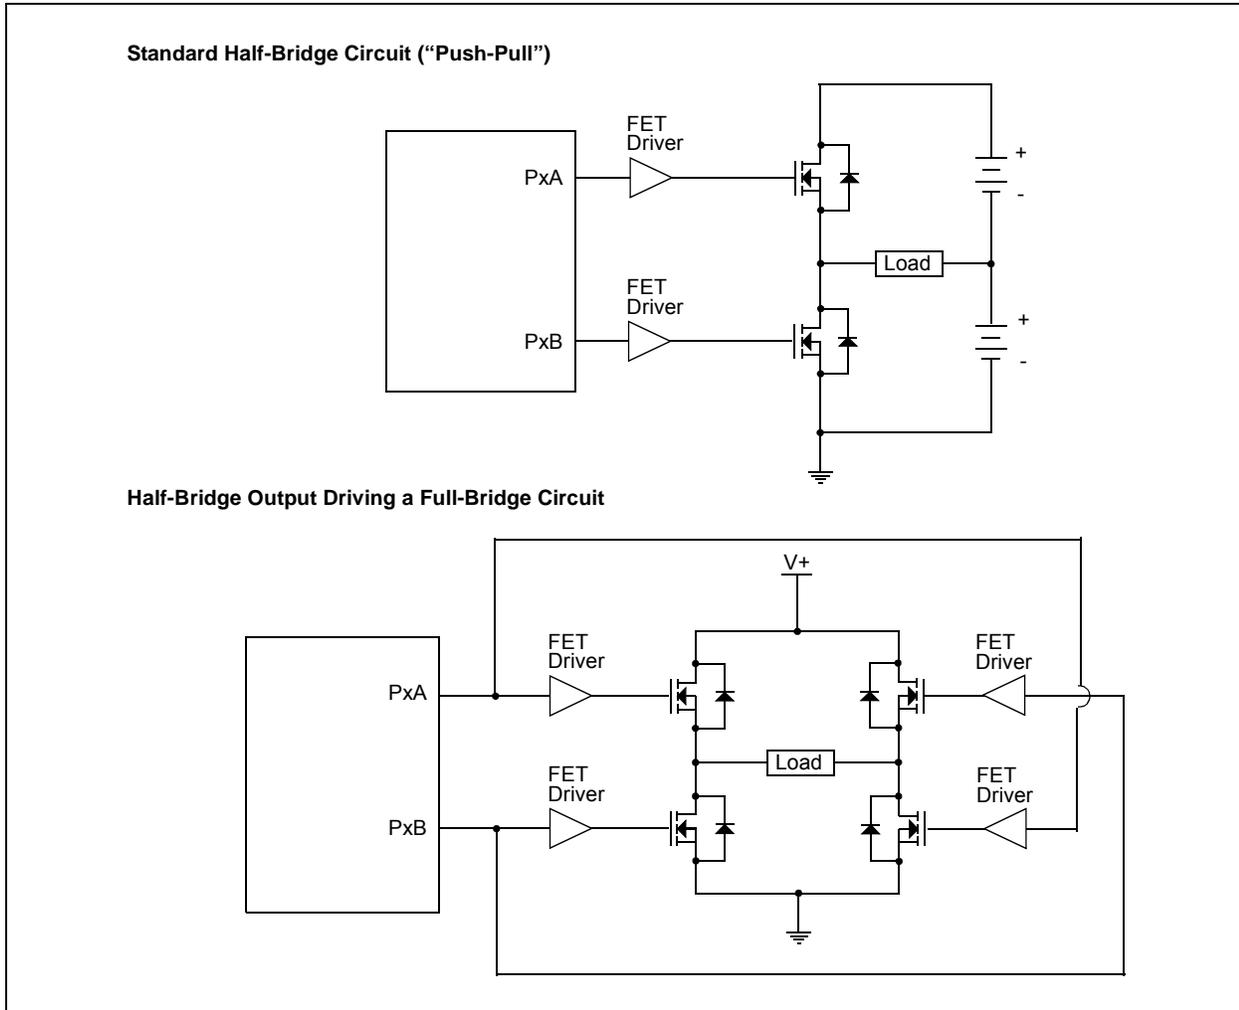 Standard Half-Bridge Circuit (“Push-Pull”)
FET
Driver
PxA
+
-
Load
FET
Driver
PxB
+
-
Half-Bridge Output Driving a Full-Bridge Circuit
V+
FET
Driver
FET
Driver
PxA
Load
FET
Driver
FET
Driver
PxB